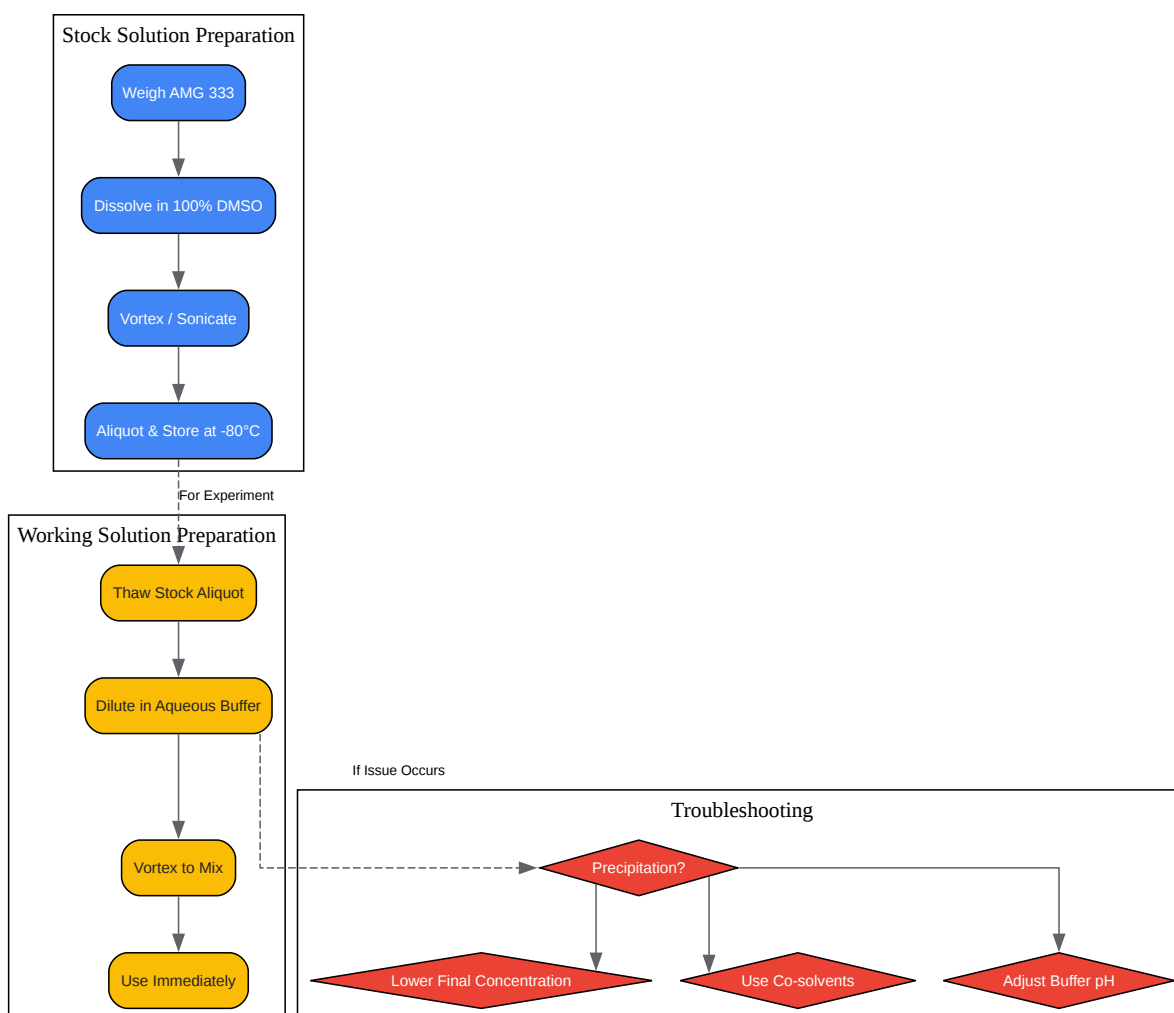 Stock Solution Preparation
Weigh AMG 333
Dissolve in 100% DMSO
Vortex / Sonicate
Aliquot & Store at -80°C
For Experiment
Working Solution Preparation
Thaw Stock Aliquot
Dilute in Aqueous Buffer
If Issue Occurs
Troubleshooting
Vortex to Mix
Precipitation?
Use Immediately
Lower Final Concentration
Use Co-solvents
Adjust Buffer pH